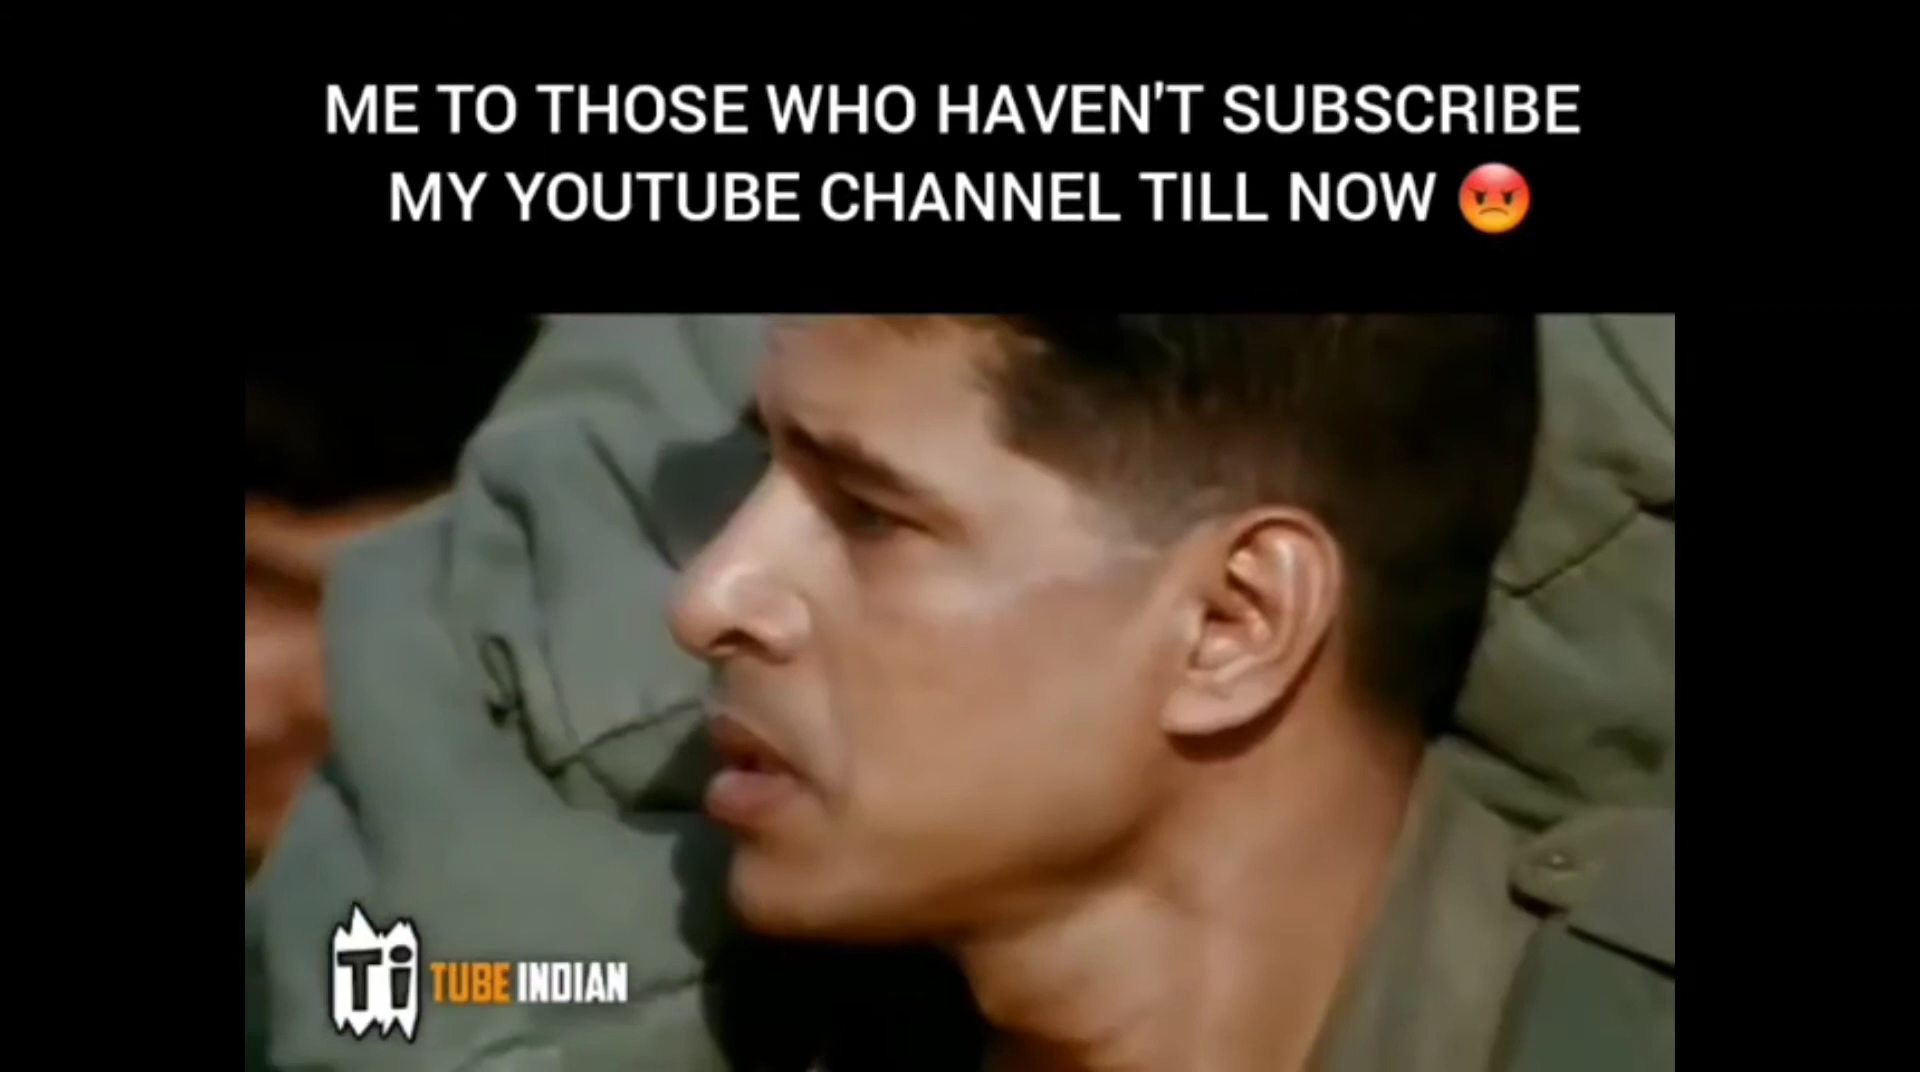 ME TO THOSE WHO HAVEN'T SUBSCRIBE
MY YOUTUBE CHANNEL TILL NOW 😡
Ti TUBE INDIAN